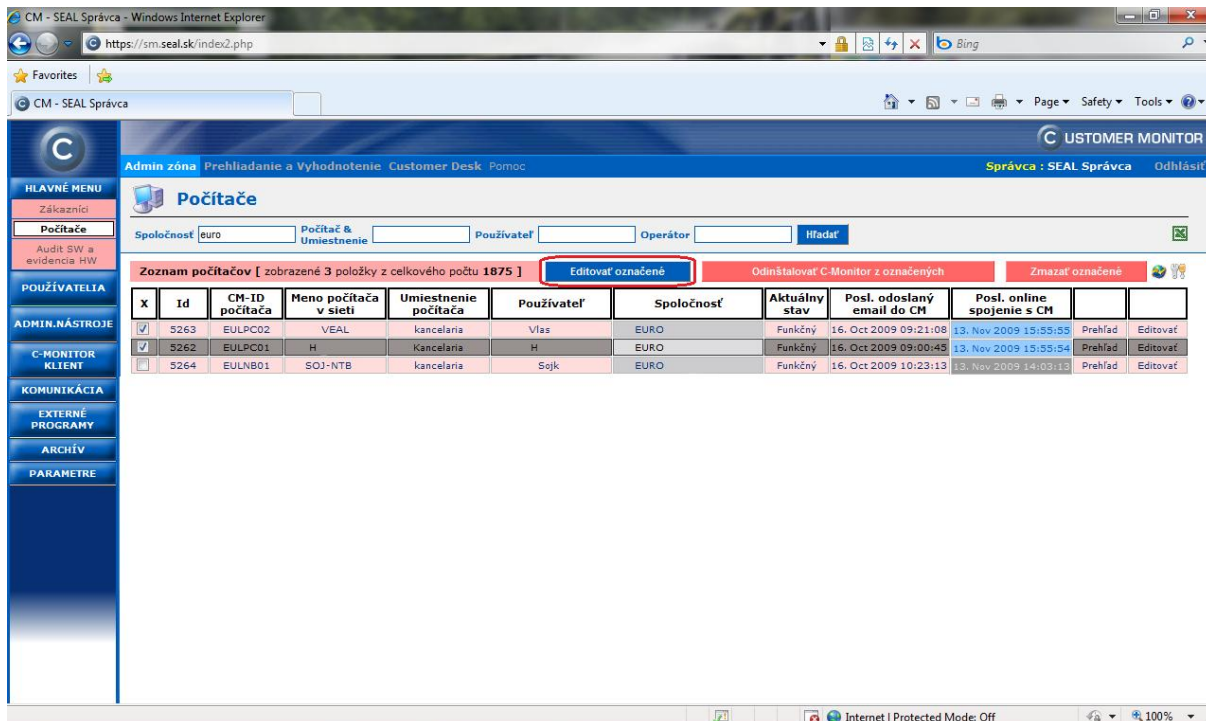 CM - SEAL Správca - Windows Internet Explorer
https://sm.seal.sk/index2.php
Bing
Favorites
CM - SEAL Správca
Page Safety Tools
C USTOMER MONITOR
Admin zóna Prehliadanie a Vyhodnotenie Customer Desk Pomoc
Správca : SEAL Správca Odhlásiť
HLAVNÉ MENU
Zákazníci
Počítače
Audit SW a
evidencia HW
POUŽÍVATELIA
ADMIN.NÁSTROJE
C-MONITOR
KLIENT
KOMUNIKÁCIA
EXTERNÉ
PROGRAMY
ARCHÍV
PARAMETRE
Počítače
Spoločnosť euro Počítač & Umiestnenie Používateľ Operátor Hľadať
Zoznam počítačov [ zobrazené 3 položky z celkového počtu 1875 ] Editovať označené Odinštalovať C-Monitor z označených Zmazať označené
X Id CM-ID počítača Meno počítača v sieti Umiestnenie počítača Používateľ Spoločnosť Aktuálny stav Posl. odoslaný email do CM Posl. online spojenie s CM
5263 EULPC02 VEAL kancelaria Vlas EURO Funkčný 16. Oct 2009 09:21:08 13. Nov 2009 15:55:55 Prehľad Editovať
5262 EULPC01 H Kancelaria H EURO Funkčný 16. Oct 2009 09:00:45 13. Nov 2009 15:55:54 Prehľad Editovať
5264 EULNB01 SOJ-NTB kancelaria Sojk EURO Funkčný 16. Oct 2009 10:23:13 13. Nov 2009 14:03:13 Prehľad Editovať
Internet | Protected Mode: Off 100%